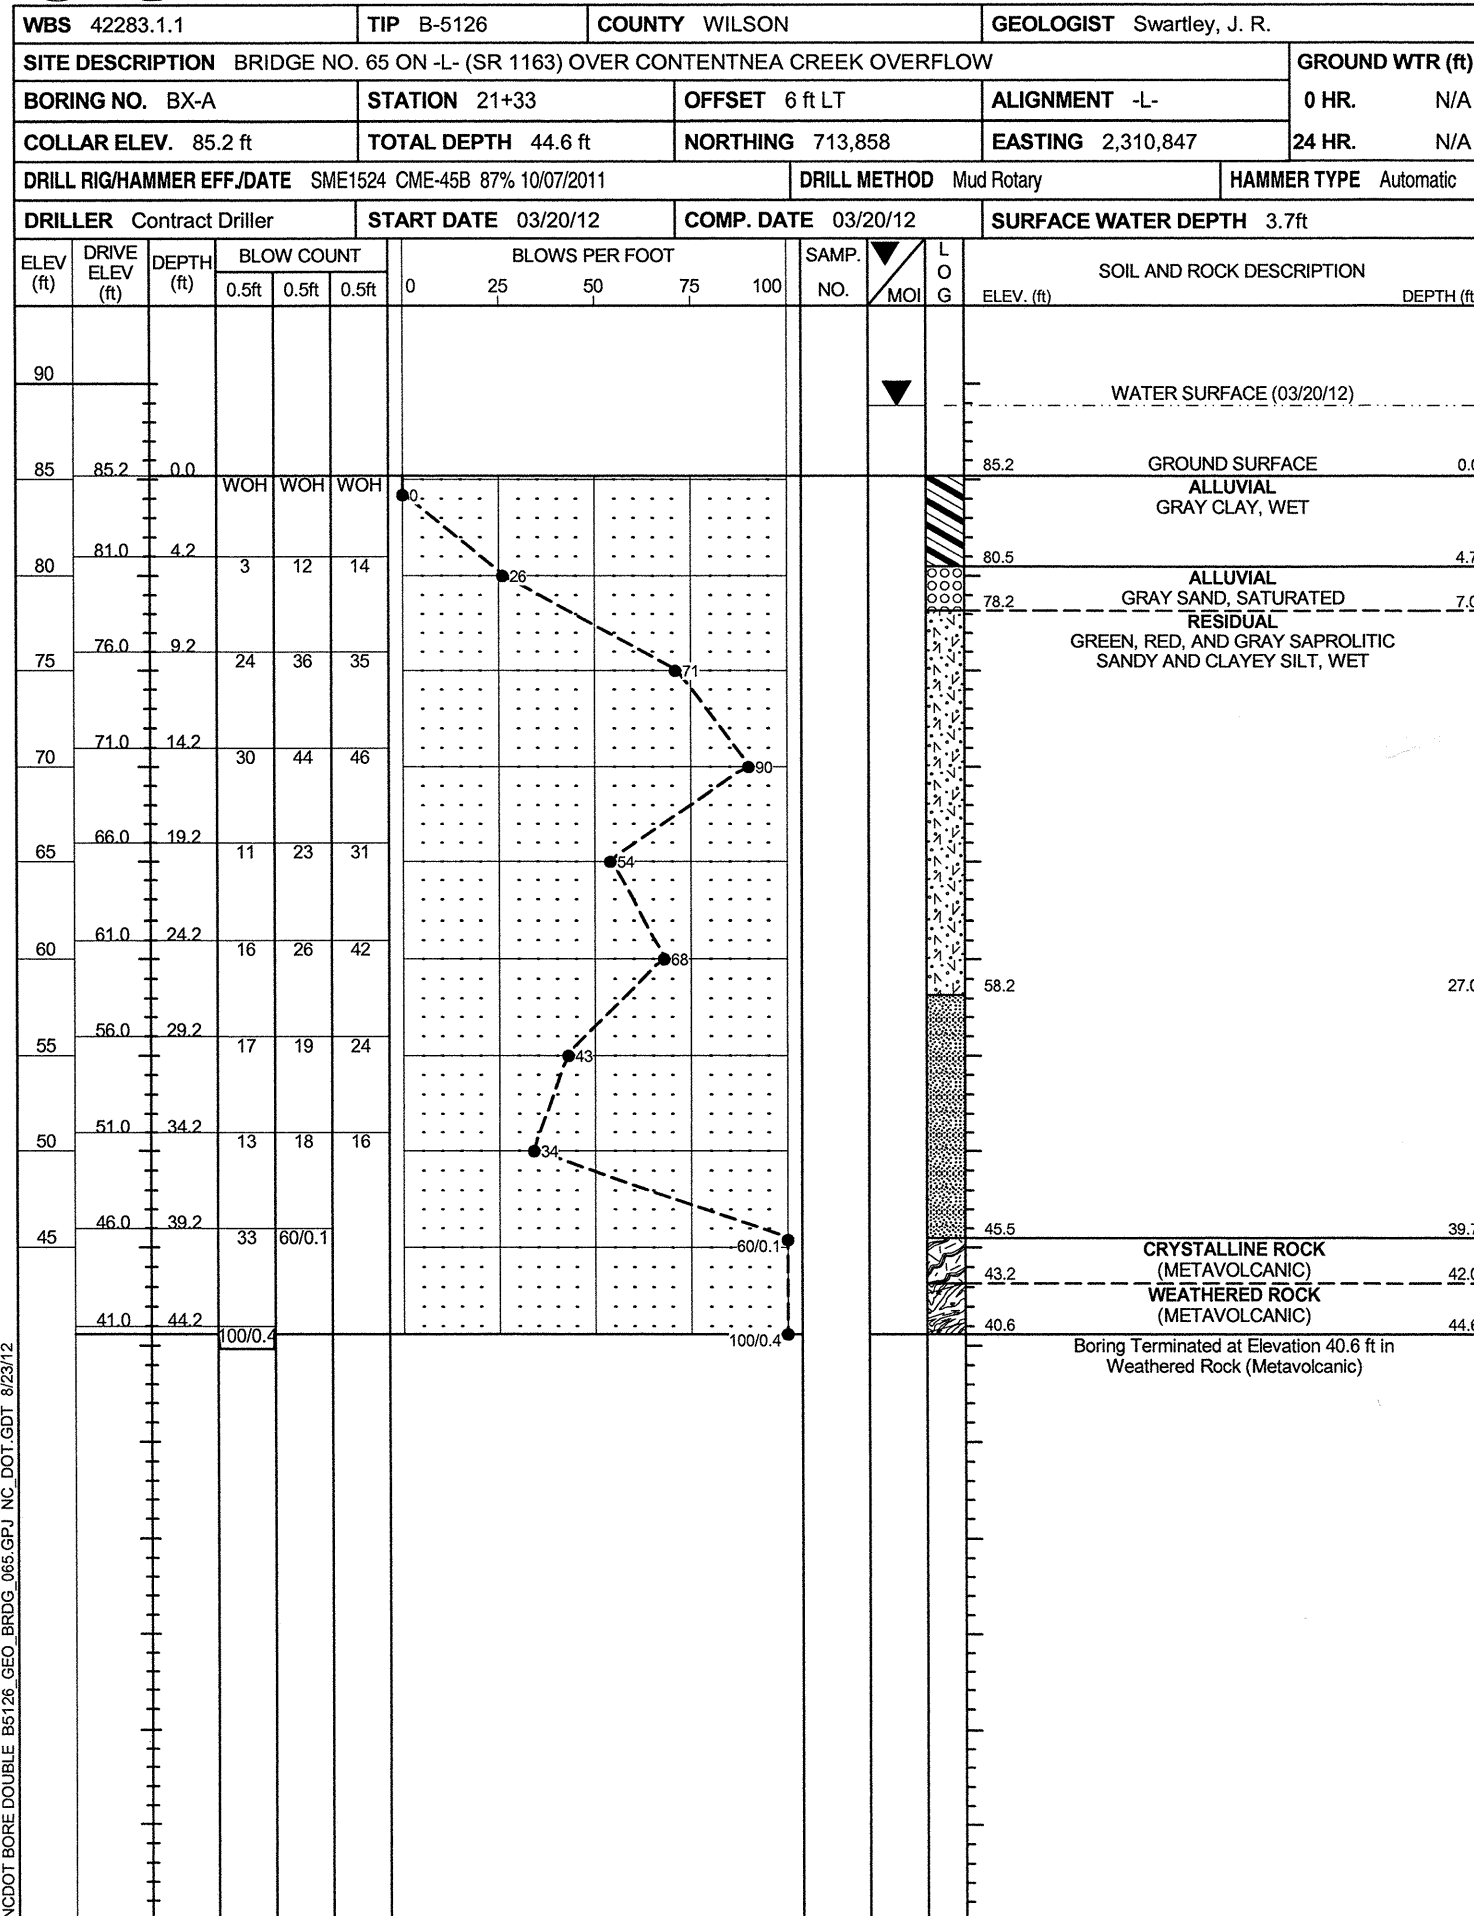 WBS 42283.1.1 TIP B-5126 COUNTY WILSON GEOLOGIST Swartley, J. R.
SITE DESCRIPTION BRIDGE NO. 65 ON -L- (SR 1163) OVER CONTENTNEA CREEK OVERFLOW GROUND WTR (ft)
BORING NO. BX-A STATION 21+33 OFFSET 6 ft LT ALIGNMENT -L- 0 HR. N/A
COLLAR ELEV. 85.2 ft TOTAL DEPTH 44.6 ft NORTHING 713,858 EASTING 2,310,847 24 HR. N/A
DRILL RIG/HAMMER EFF./DATE SME1524 CME-45B 87% 10/07/2011 DRILL METHOD Mud Rotary HAMMER TYPE Automatic
DRILLER Contract Driller START DATE 03/20/12 COMP. DATE 03/20/12 SURFACE WATER DEPTH 3.7ft
ELEV (ft) DRIVE ELEV (ft) DEPTH (ft) BLOW COUNT BLOWS PER FOOT SAMP. NO. MOI LOG SOIL AND ROCK DESCRIPTION
0.5ft 0.5ft 0.5ft 0 25 50 75 100 ELEV. (ft) DEPTH (ft
90
WATER SURFACE (03/20/12)
85 85.2 0.0 85.2 GROUND SURFACE 0.0
WOH WOH WOH 0 ALLUVIAL
GRAY CLAY, WET
81.0 4.2 80.5 4.7
80 3 12 14 26 ALLUVIAL
GRAY SAND, SATURATED
78.2 7.0
RESIDUAL
GREEN, RED, AND GRAY SAPROLITIC
SANDY AND CLAYEY SILT, WET
76.0 9.2
75 24 36 35 71
71.0 14.2
70 30 44 46 90
66.0 19.2
65 11 23 31 54
61.0 24.2
60 16 26 42 68
58.2 27.0
56.0 29.2
55 17 19 24 43
51.0 34.2
50 13 18 16 34
46.0 39.2 45.5 39.7
45 33 60/0.1 60/0.1 CRYSTALLINE ROCK
(METAVOLCANIC)
43.2 42.0
WEATHERED ROCK
(METAVOLCANIC)
41.0 44.2 40.6 44.6
100/0.4 100/0.4
Boring Terminated at Elevation 40.6 ft in
Weathered Rock (Metavolcanic)
NCDOT BORE DOUBLE B5126_GEO_BRDG_065.GPJ NC_DOT.GDT 8/23/12